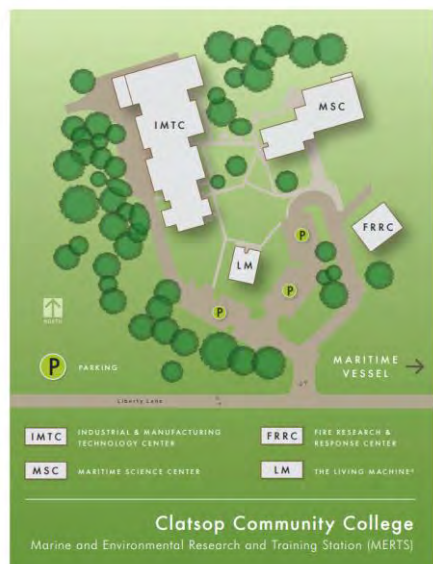 MSC
IMTC
FRRC
LM
P
P
P
NORTH
P PARKING
MARITIME
VESSEL
Liberty Lane
IMTC INDUSTRIAL & MANUFACTURING
TECHNOLOGY CENTER
FRRC FIRE RESEARCH &
RESPONSE CENTER
MSC MARITIME SCIENCE CENTER
LM THE LIVING MACHINE®
Clatsop Community College
Marine and Environmental Research and Training Station (MERTS)